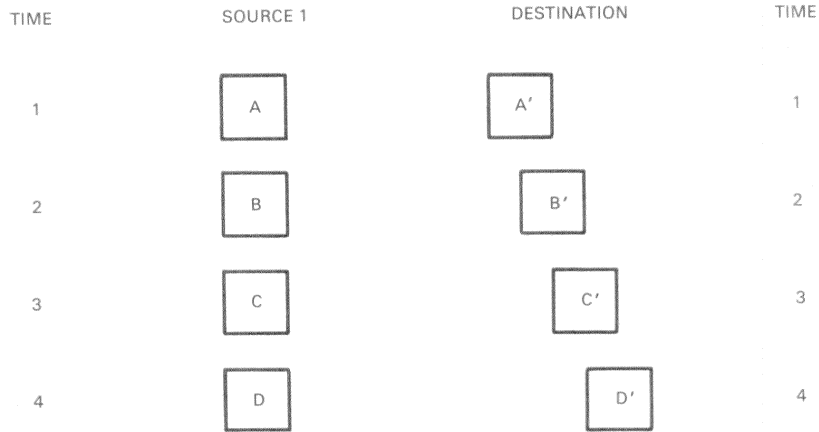 TIME SOURCE 1 DESTINATION TIME
1 A A′ 1
2 B B′ 2
3 C C′ 3
4 D D′ 4